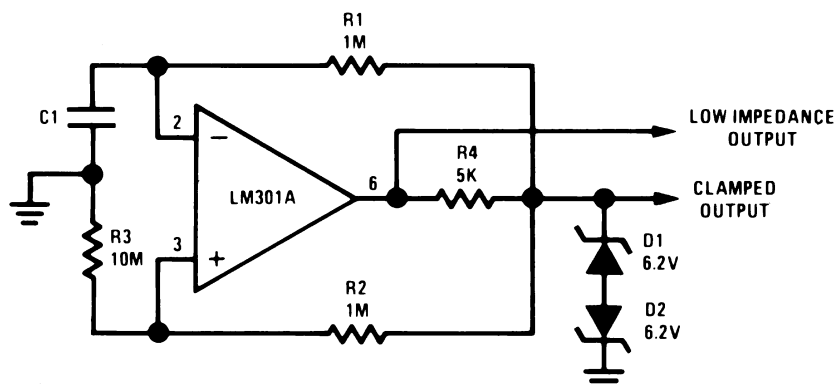 R1
1M
C1
2
LOW IMPEDANCE
OUTPUT
R4
5K
LM301A
6
CLAMPED
OUTPUT
R3
10M
3
D1
6.2V
R2
1M
D2
6.2V